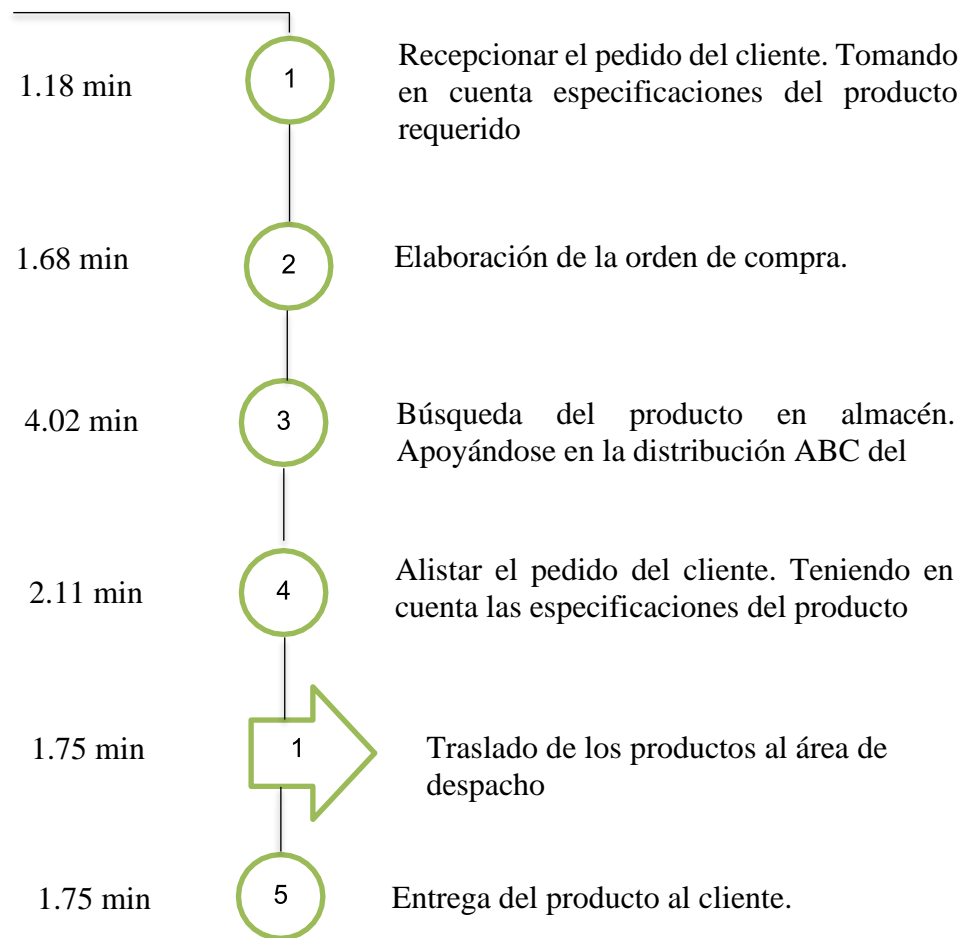 1.18 min
1
Recepcionar el pedido del cliente. Tomando
en cuenta especificaciones del producto
requerido
1.68 min
2
Elaboración de la orden de compra.
4.02 min
3
Búsqueda del producto en almacén.
Apoyándose en la distribución ABC del
2.11 min
4
Alistar el pedido del cliente. Teniendo en
cuenta las especificaciones del producto
1.75 min
1
Traslado de los productos al área de
despacho
1.75 min
5
Entrega del producto al cliente.